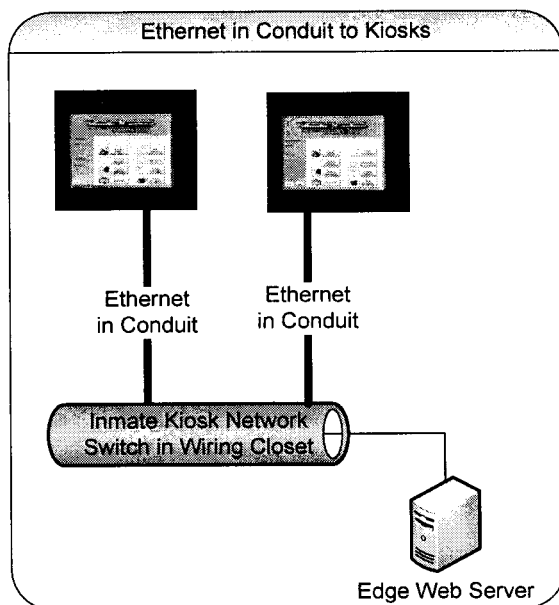 Ethernet in Conduit to Kiosks
Ethernet
in Conduit
Ethernet
in Conduit
Inmate Kiosk Network
Switch in Wiring Closet
Edge Web Server